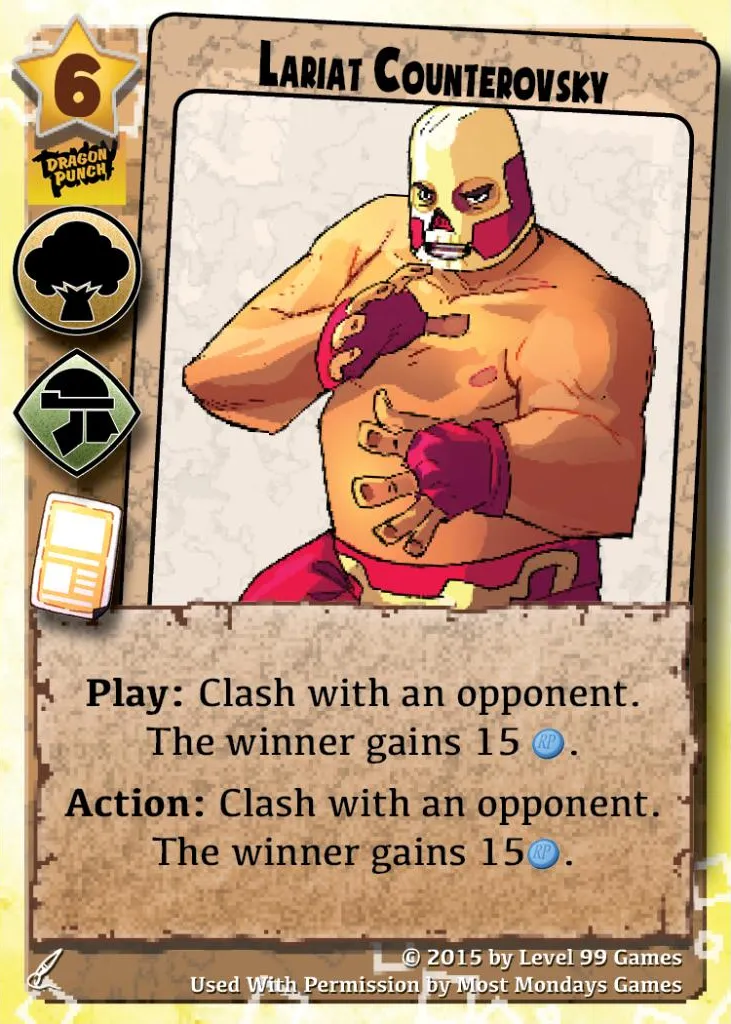 6
LARIAT COUNTEROVSKY
DRAGON
PUNCH!
Play: Clash with an opponent.
The winner gains 15 RP.
Action: Clash with an opponent.
The winner gains 15 RP.
© 2015 by Level 99 Games
Used With Permission by Most Mondays Games